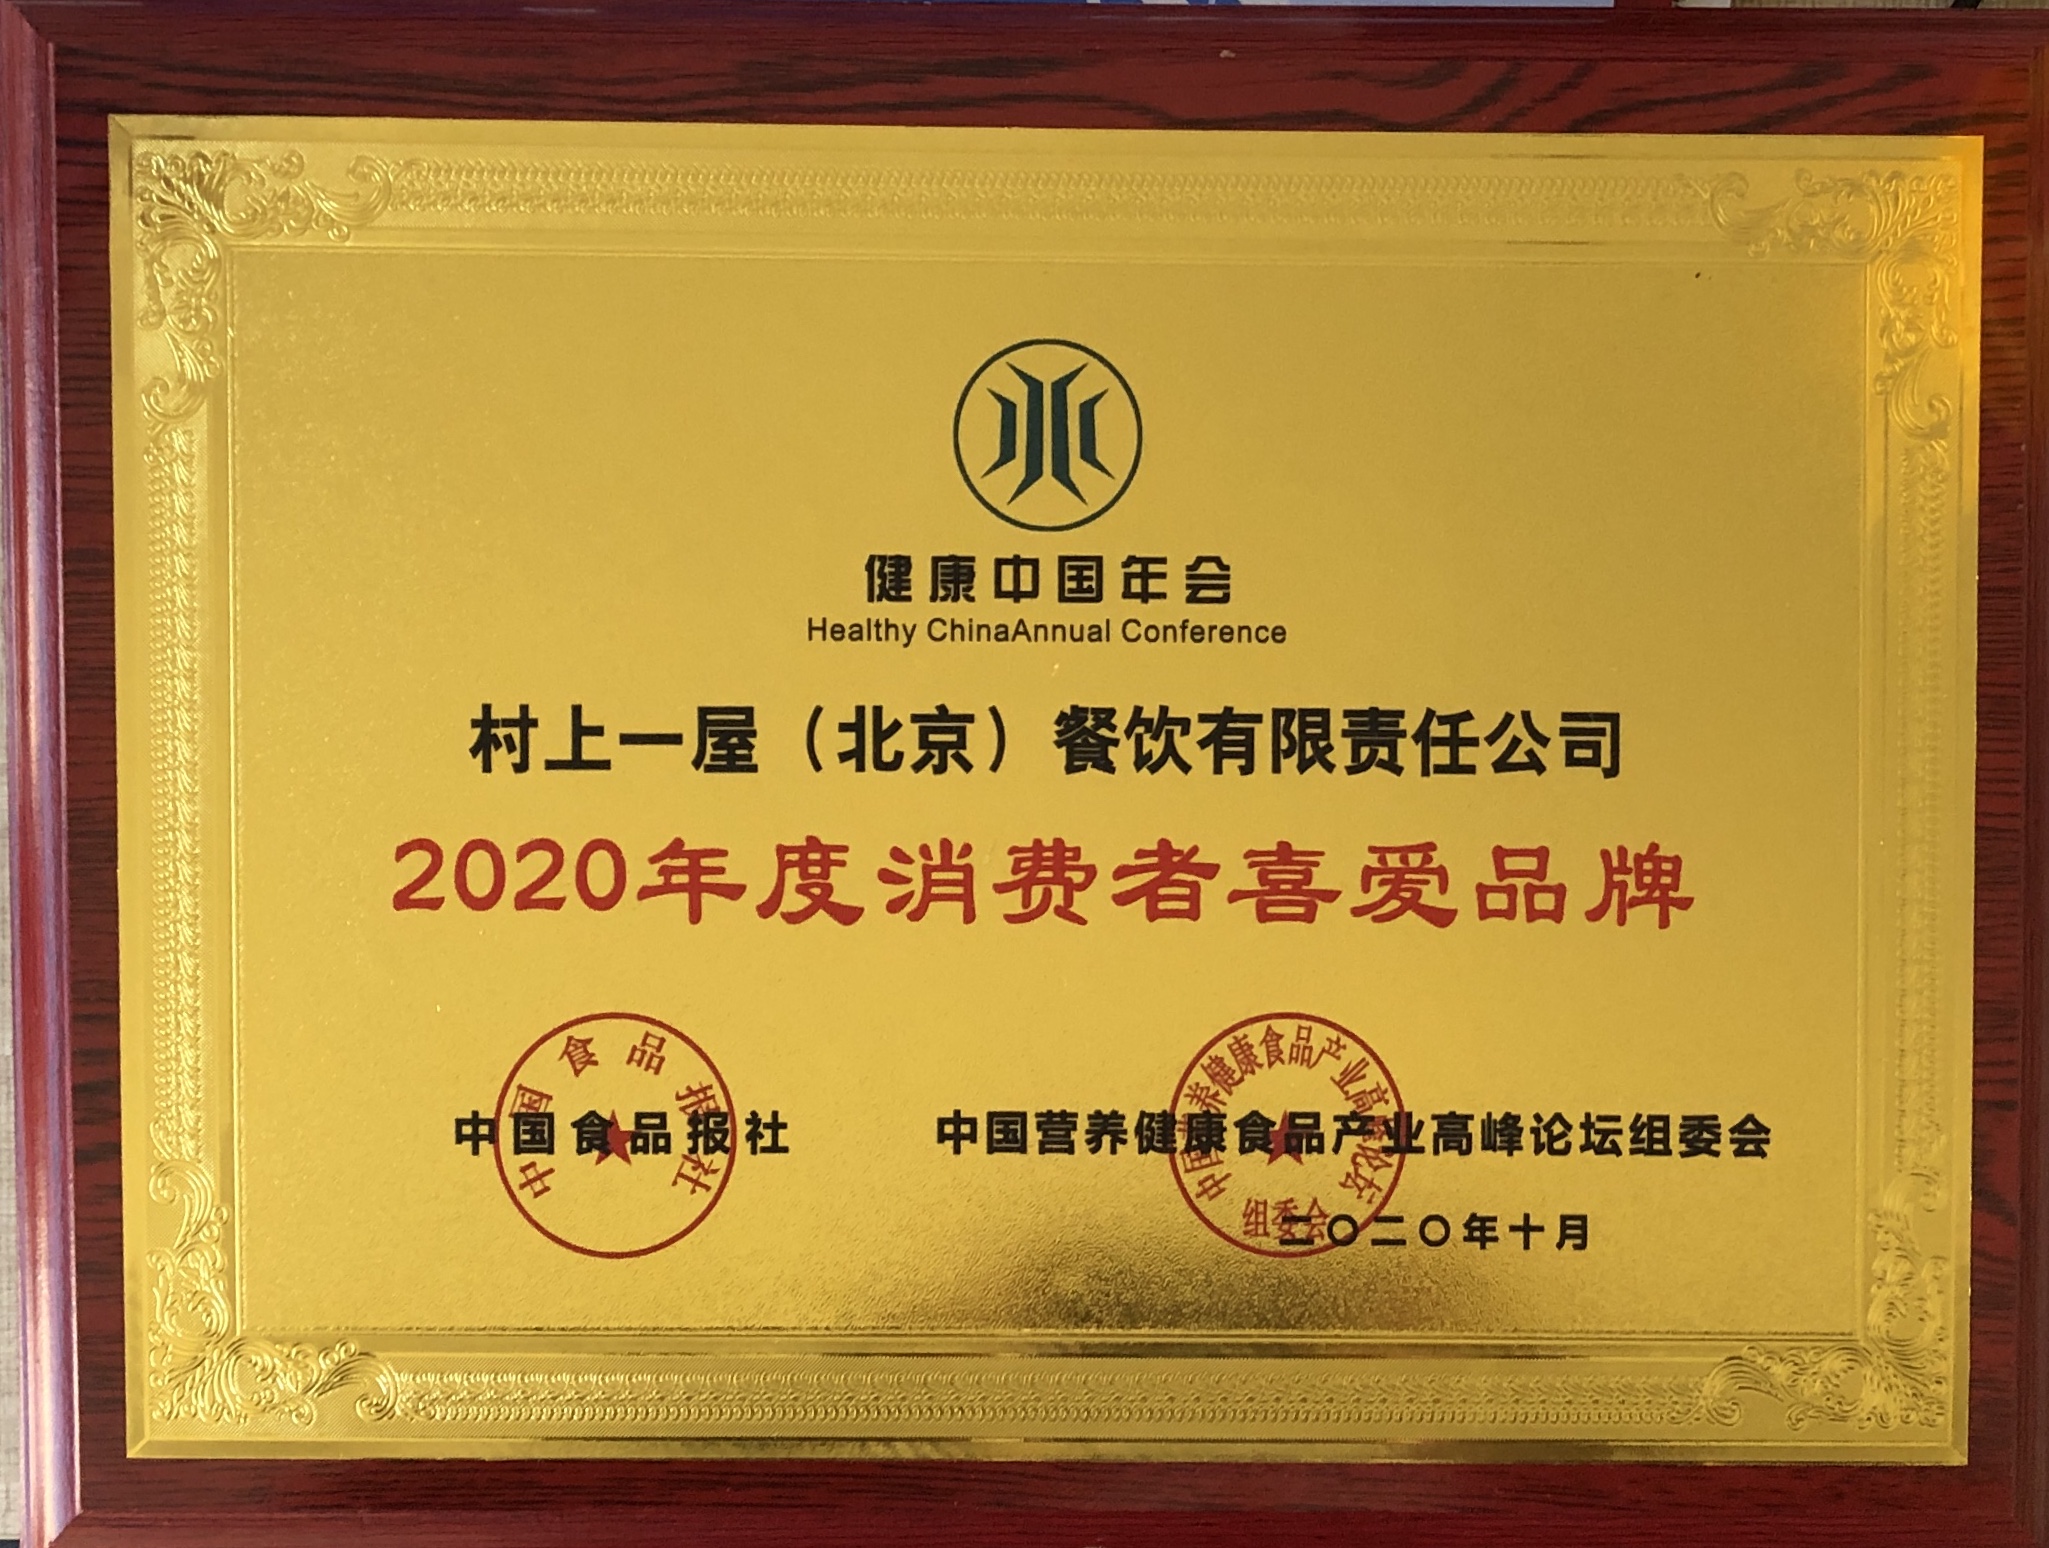 健康中国年会
Healthy ChinaAnnual Conference
村上一屋（北京）餐饮有限责任公司
2020年度消费者喜爱品牌
中国食品报社
中国食品报社
中国营养健康食品产业高峰论坛组委会
中国营养健康食品产业高峰论坛
组委会
二〇二〇年十月